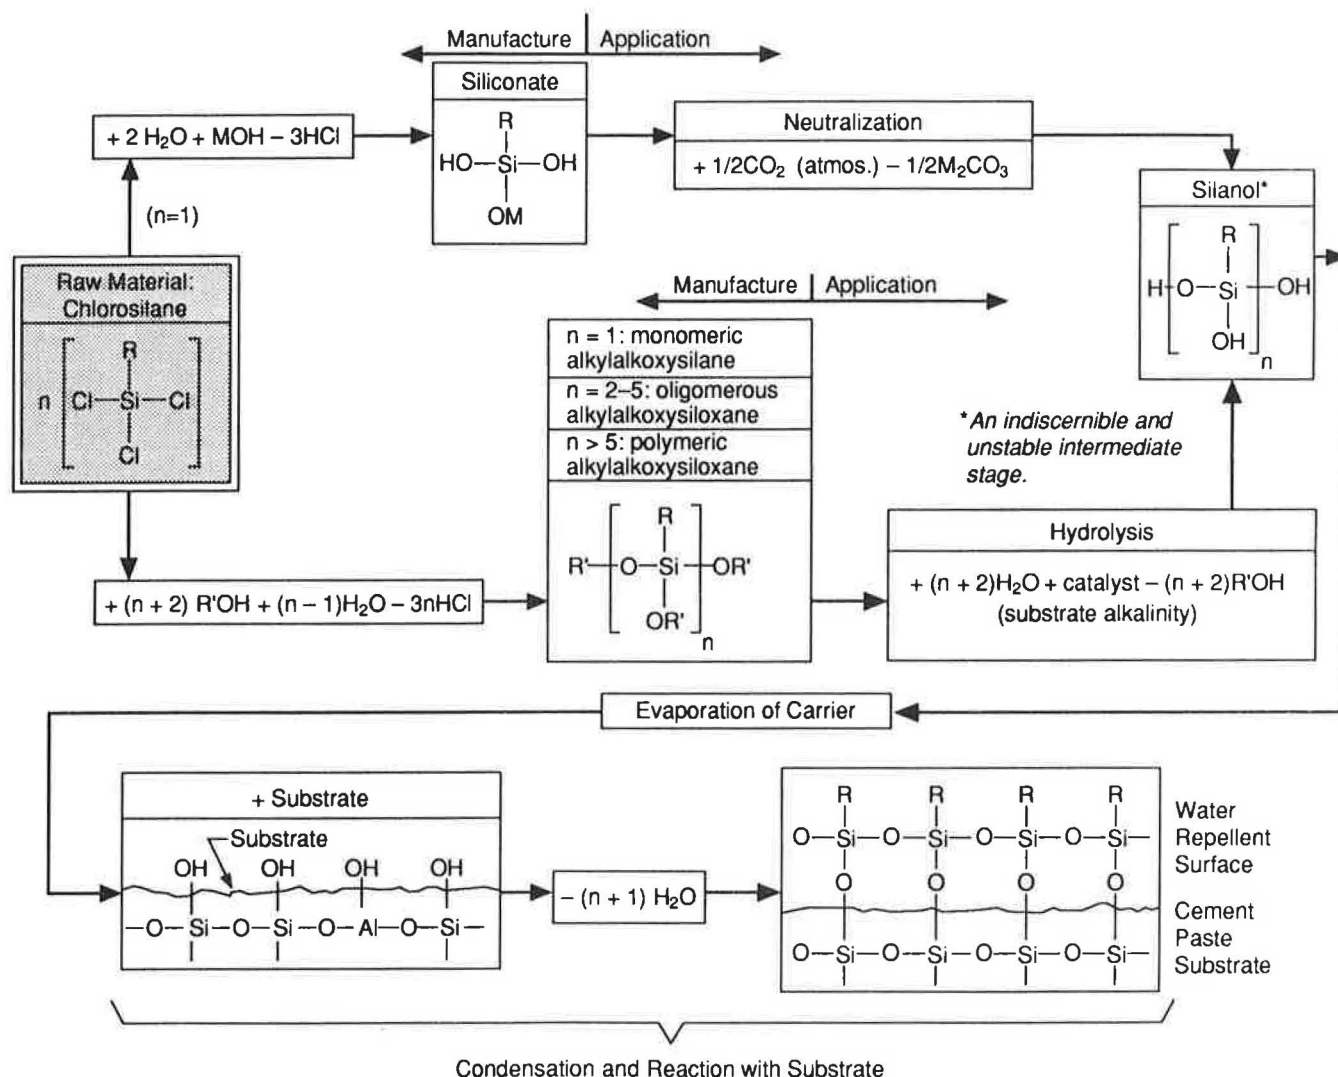 Manufacture Application
Siliconate
R
HO—Si—OH
OM
+ 2 H₂O + MOH – 3HCl
Neutralization
+ 1/2CO₂ (atmos.) – 1/2M₂CO₃
Silanol*
R
H O Si OH
OH
n
(n=1)
Raw Material:
Chlorosilane
R
n Cl—Si—Cl
Cl
Manufacture Application
n = 1: monomeric
alkylalkoxysilane
n = 2–5: oligomerous
alkylalkoxysiloxane
n > 5: polymeric
alkylalkoxysiloxane
R
R' O—Si OR'
OR'
n
*An indiscernible and
unstable intermediate
stage.
+ (n + 2) R'OH + (n – 1)H₂O – 3nHCl
Hydrolysis
+ (n + 2)H₂O + catalyst – (n + 2)R'OH
(substrate alkalinity)
Evaporation of Carrier
+ Substrate
Substrate
OH OH OH OH
—O—Si—O—Si—O—Al—O—Si—
– (n + 1) H₂O
R R R R
O—Si—O—Si—O—Si—O—Si—
O O O O
O—Si—O—Si—O—Si—O—Si—
Water
Repellent
Surface
Cement
Paste
Substrate
Condensation and Reaction with Substrate